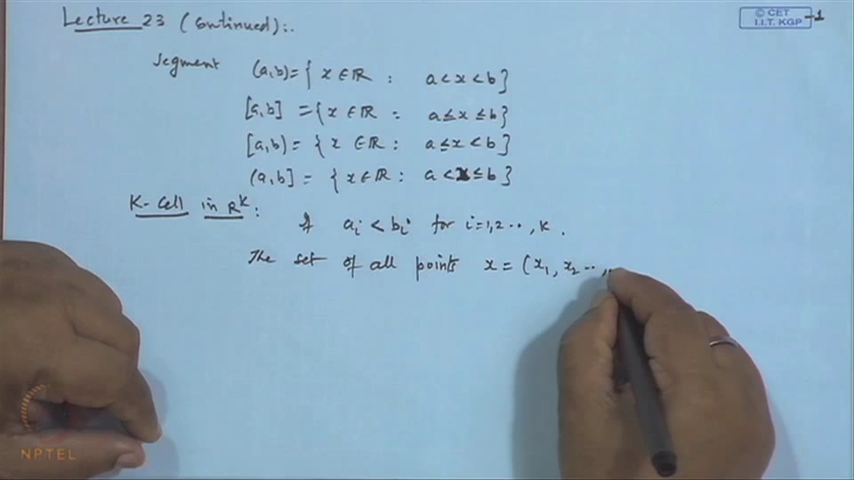 Lecture 23 (Continued):.
© CET
I.I.T. KGP
-1
Segment (a,b)= { x ∈ R : a < x < b }
[a,b] = { x ∈ R : a ≤ x ≤ b }
[a,b) = { x ∈ R : a ≤ x < b }
(a,b] = { x ∈ R : a < x ≤ b }
K-Cell in R^K :
If a_i < b_i for i=1,2..., K.
The set of all points x = (x_1, x_2 ...,
NPTEL